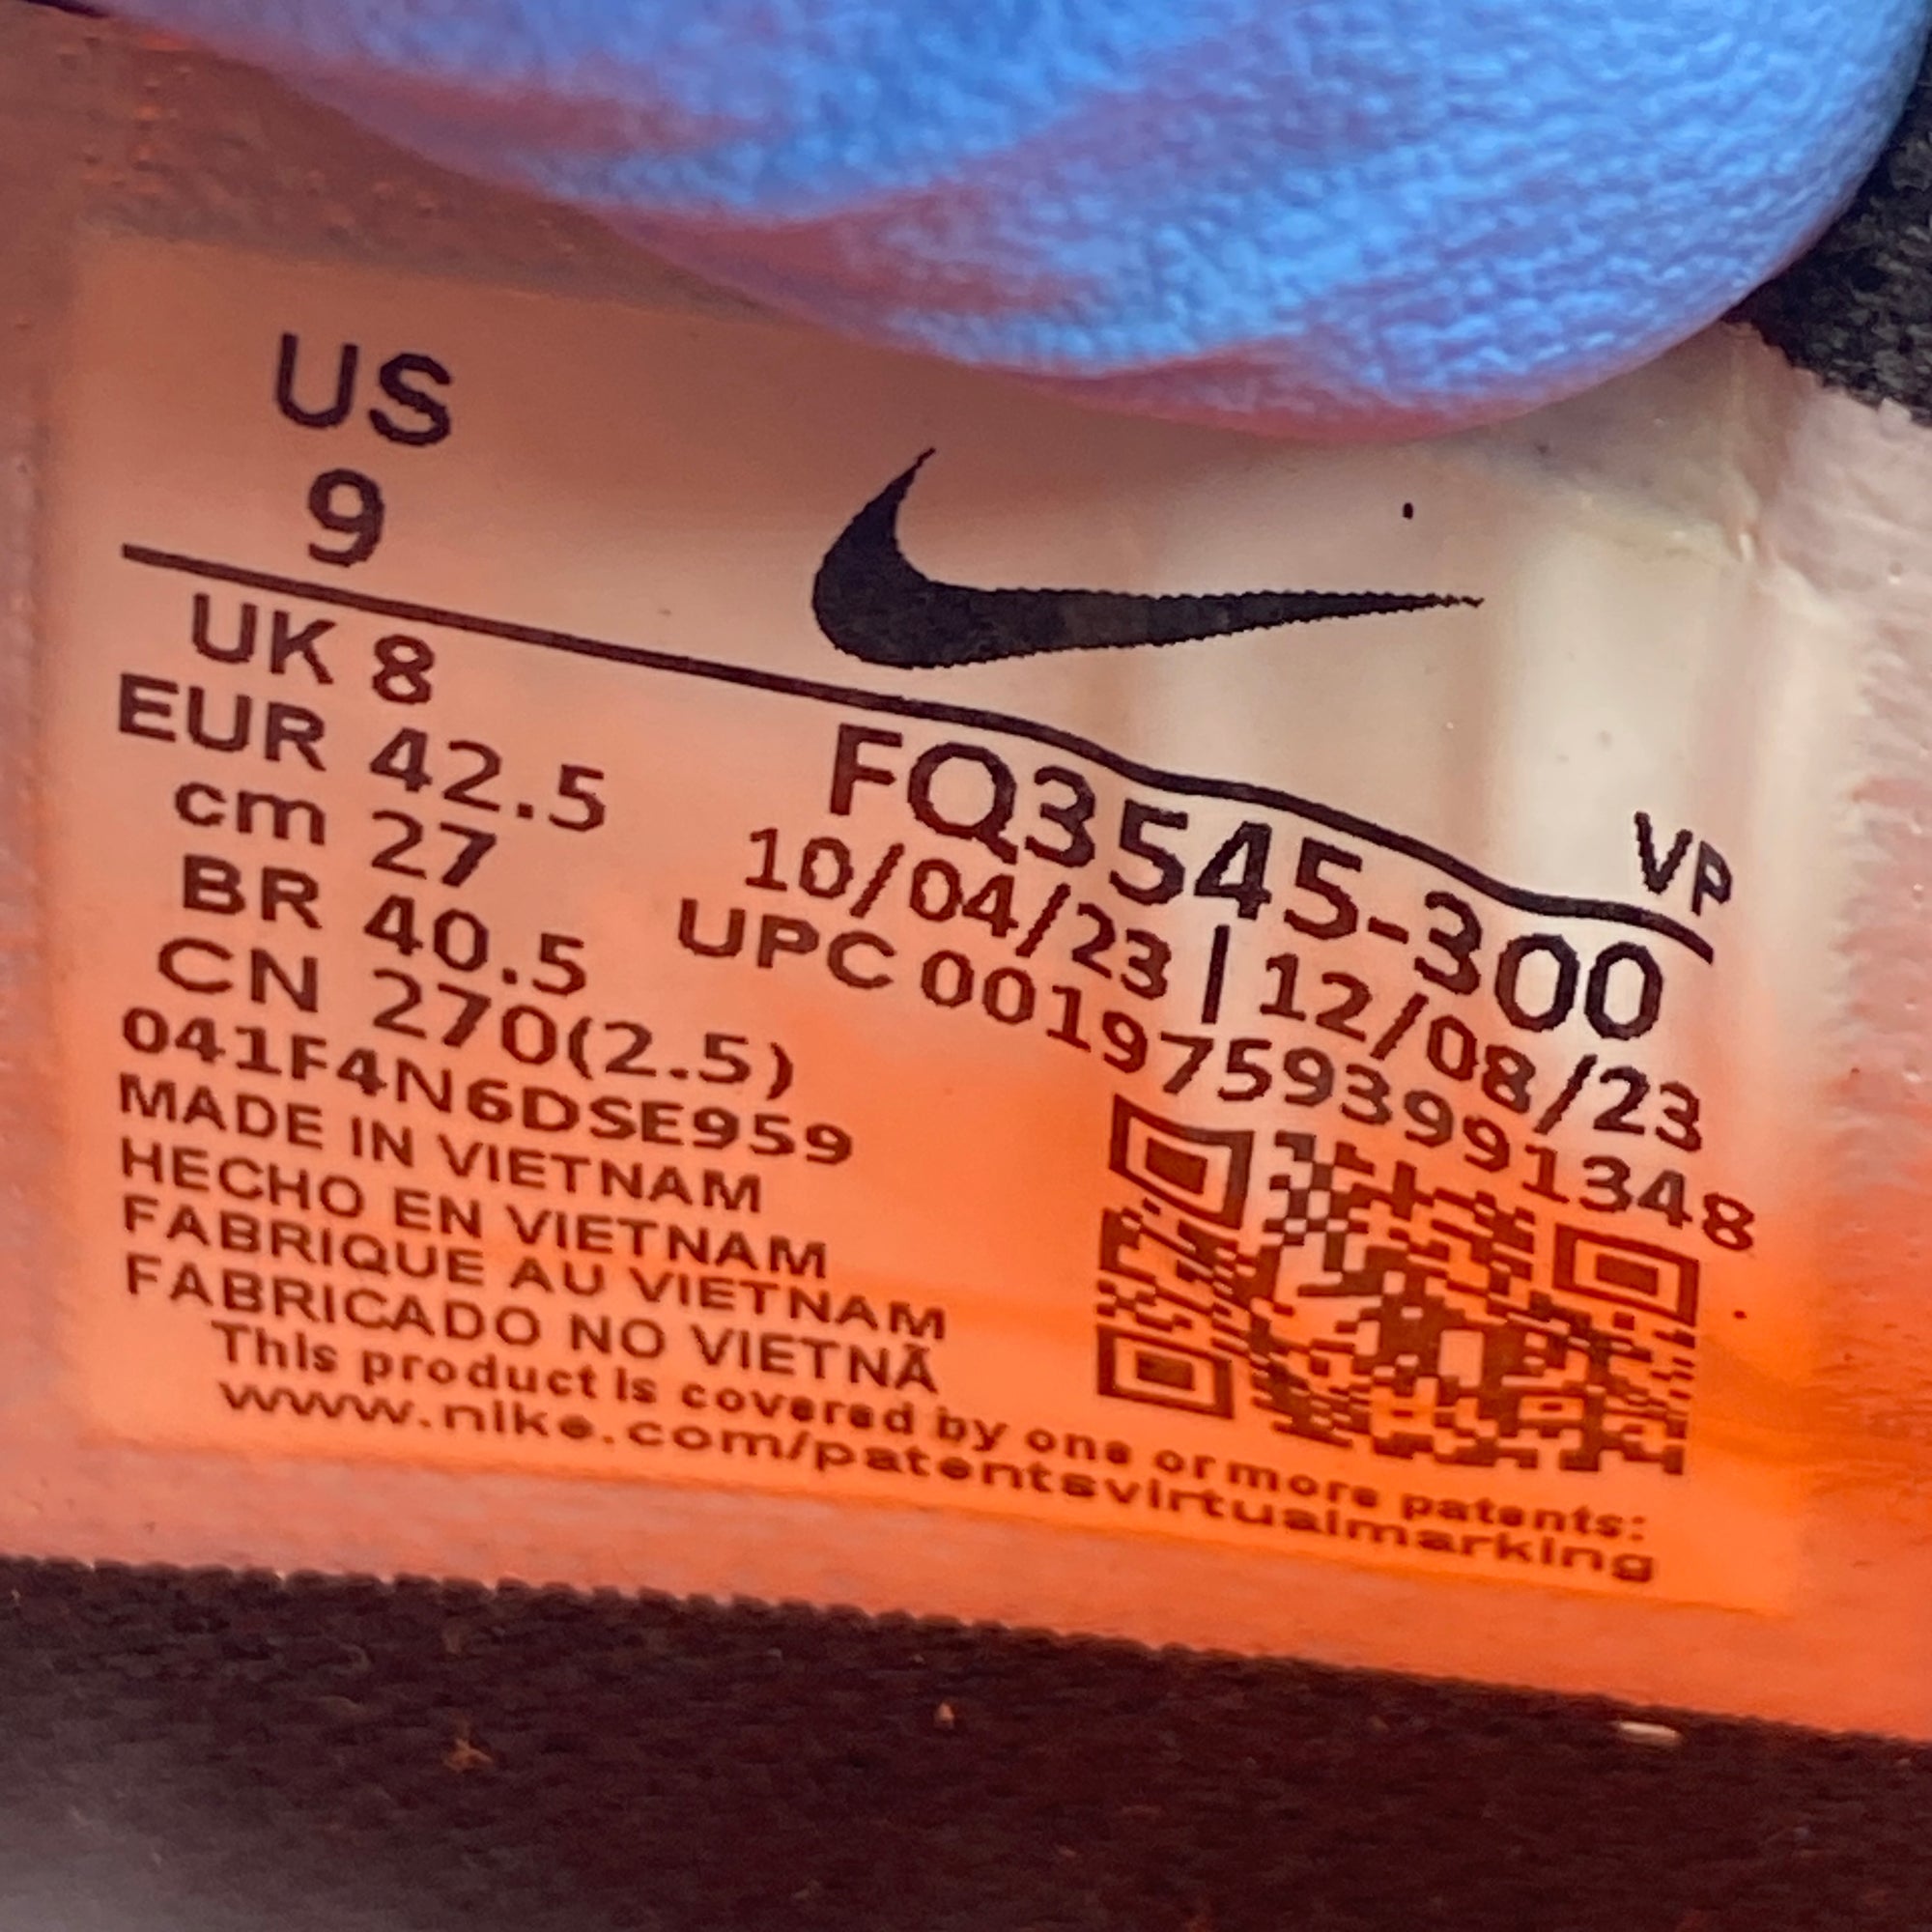 US
9
UK 8
EUR 42.5
cm 27
BR 40.5
CN 270(2.5)
041F4N6DSE959
MADE IN VIETNAM
HECHO EN VIETNAM
FABRIQUE AU VIETNAM
FABRICADO NO VIETNÃ
This product is covered by one or more patents:
www.nike.com/patentsvirtualmarking
VP
FQ3545-300
10/04/23 | 12/08/23
UPC 00197593991348